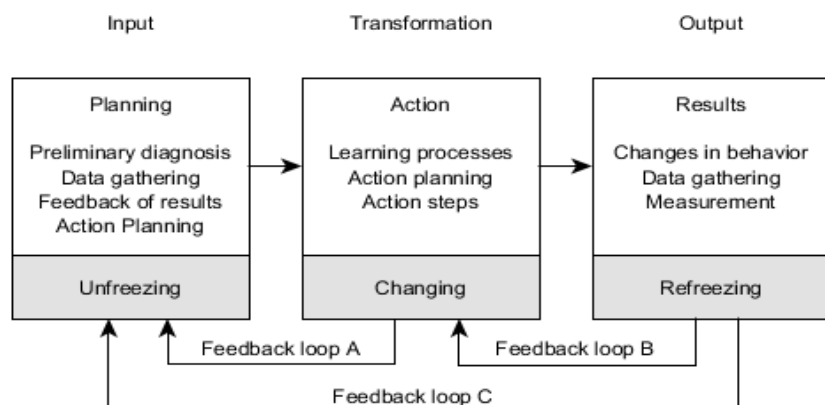 Input
Transformation
Output
Planning
Preliminary diagnosis
Data gathering
Feedback of results
Action Planning
Unfreezing
Action
Learning processes
Action planning
Action steps
Changing
Results
Changes in behavior
Data gathering
Measurement
Refreezing
Feedback loop A
Feedback loop B
Feedback loop C